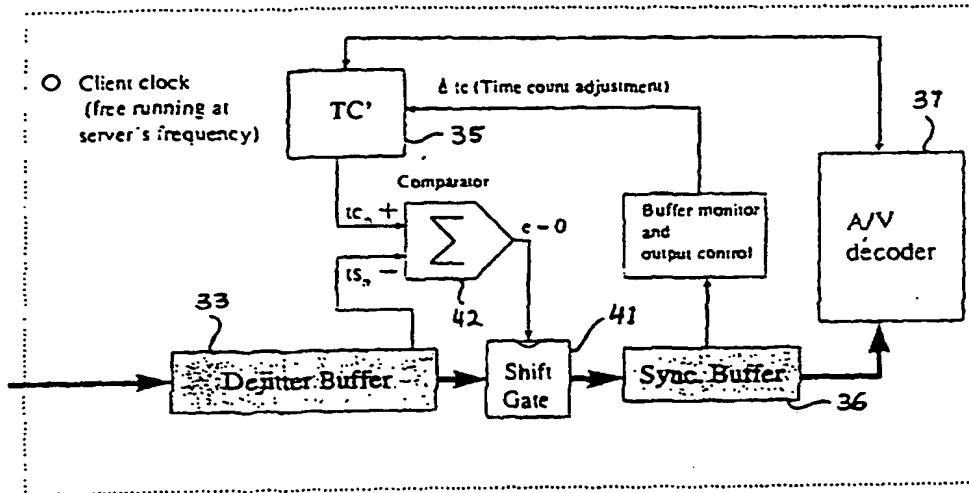 Client clock
(free running at
server's frequency)
TC'
35
Δ tc (Time count adjustment)
37
Comparator
tcₙ +
tsₙ −
Σ
e = 0
42
Buffer monitor
and
output control
A/V
decoder
33
Dejitter Buffer
41
Shift
Gate
Sync. Buffer
36